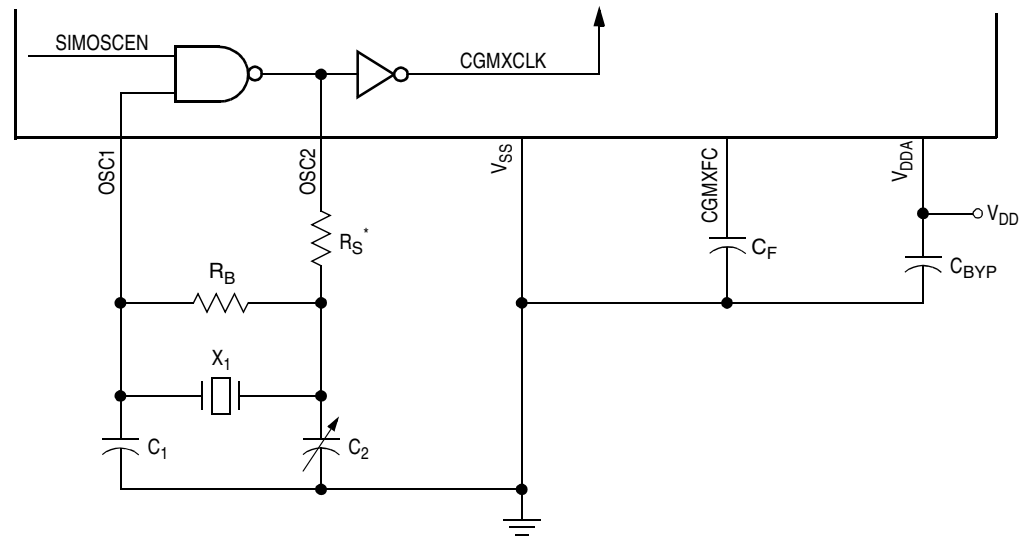 SIMOSCEN
CGMXCLK
OSC1
OSC2
VSS
CGMXFC
VDDA
VDD
RS*
CF
CBYP
RB
X1
C1
C2